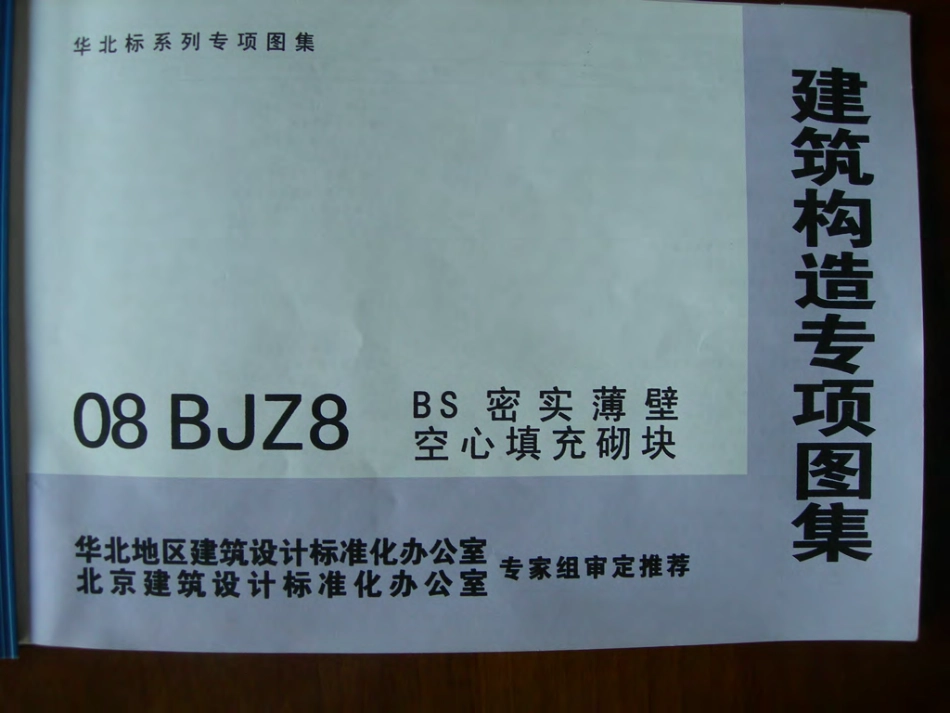 华北标系列专项图集
建筑构造专项图集
08 BJZ8
BS 密实薄壁
空心填充砌块
华北地区建筑设计标准化办公室
北京建筑设计标准化办公室
专家组审定推荐